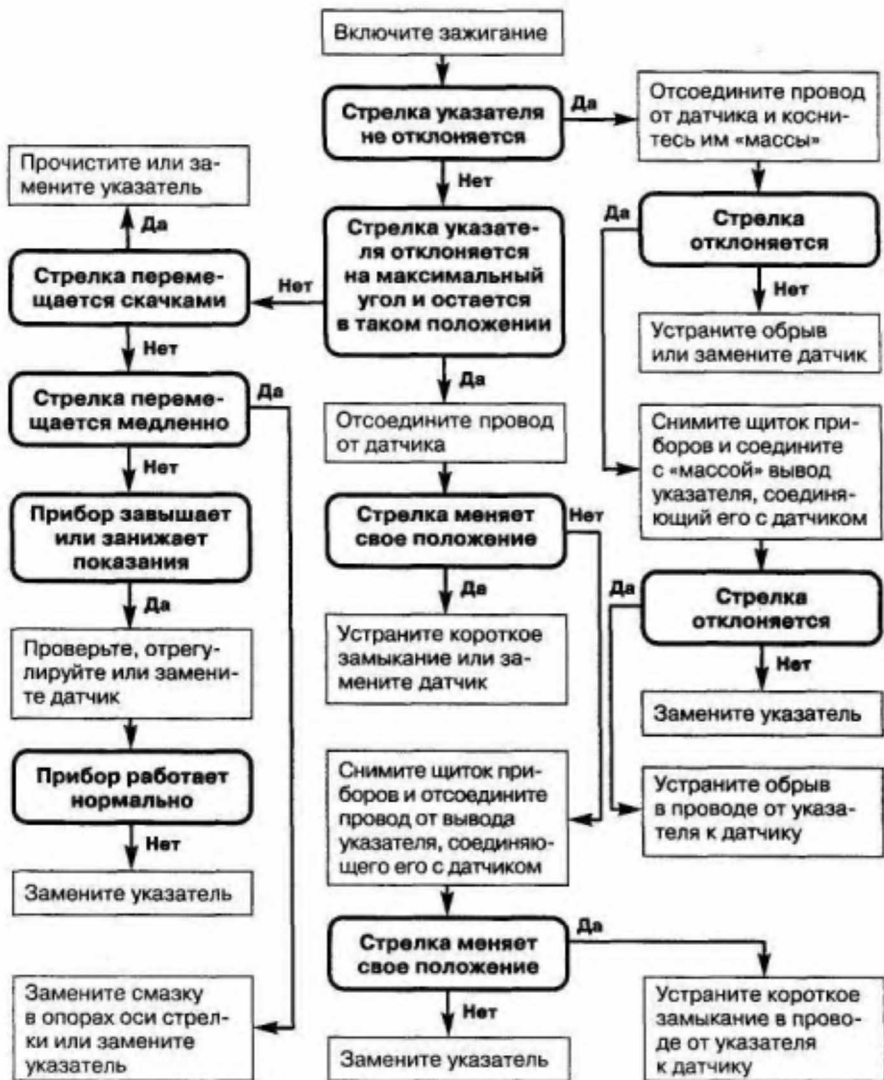 Включите зажигание
Стрелка указателя
не отклоняется
Да
Отсоедините провод
от датчика и косни-
тесь им «массы»
Нет
Прочистите или за-
мените указатель
Да
Стрелка переме-
щается скачками
Нет
Стрелка указате-
ля отклоняется
на максимальный
угол и остается
в таком положении
Да
Стрелка
отклоняется
Нет
Устраните обрыв
или замените датчик
Нет
Стрелка переме-
щается медленно
Да
Да
Отсоедините провод
от датчика
Снимите щиток при-
боров и соедините
с «массой» вывод
указателя, соединя-
ющий его с датчиком
Нет
Прибор завышает
или занижает
показания
Стрелка меняет
свое положение
Нет
Да
Стрелка
отклоняется
Да
Да
Нет
Проверьте, отрегу-
лируйте или замени-
те датчик
Устраните короткое
замыкание или за-
мените датчик
Замените указатель
Прибор работает
нормально
Нет
Снимите щиток при-
боров и отсоедините
провод от вывода
указателя, соединяю-
щего его с датчиком
Устраните обрыв
в проводе от указа-
теля к датчику
Замените указатель
Стрелка меняет
свое положение
Да
Нет
Замените смазку
в опорах оси стрел-
ки или замените
указатель
Замените указатель
Устраните короткое
замыкание в прово-
де от указателя
к датчику